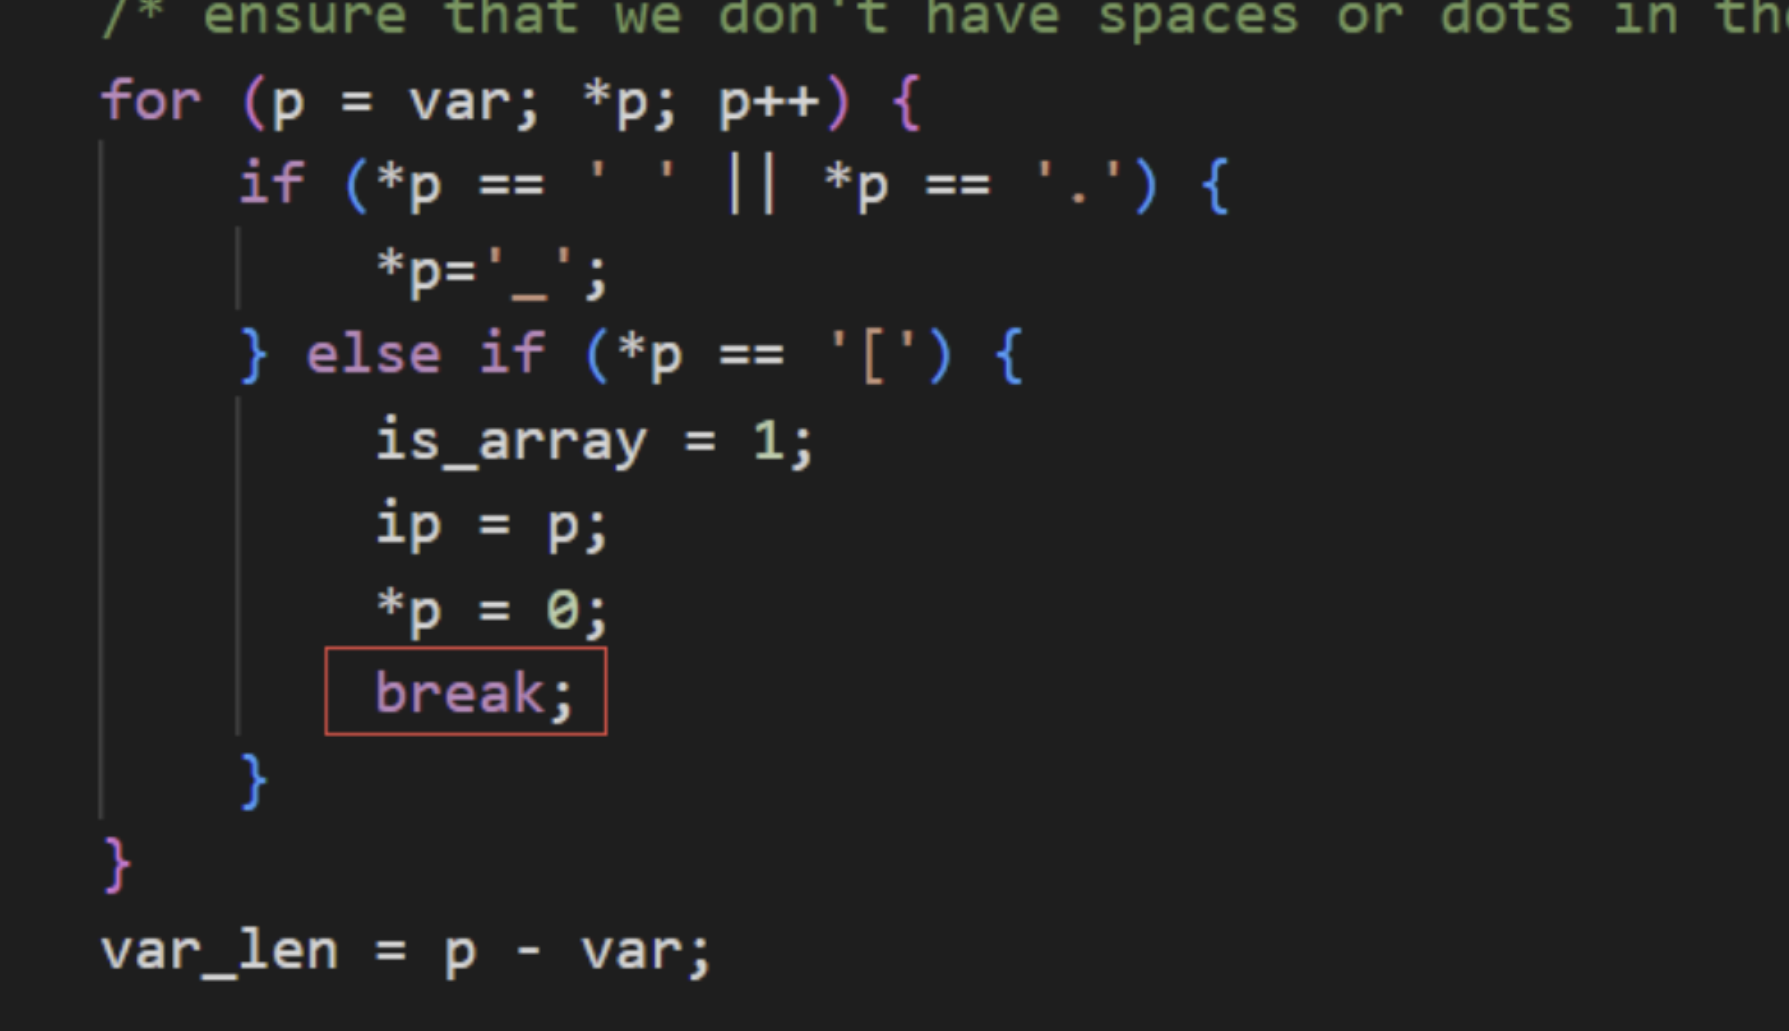 /* ensure that we don't have spaces or dots in
for (p = var; *p; p++) {
if (*p == ' ' || *p == '.') {
*p='_';
} else if (*p == '[') {
is_array = 1;
ip = p;
*p = 0;
break;
}
}
var_len = p - var;